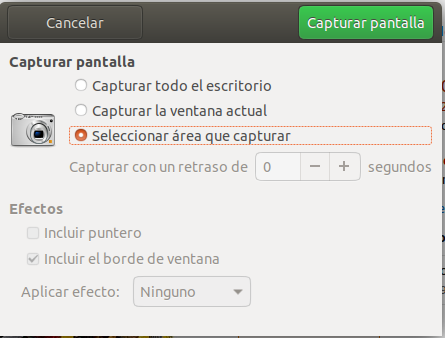 Cancelar Capturar pantalla
Capturar pantalla
Capturar todo el escritorio
Capturar la ventana actual
Seleccionar área que capturar
Capturar con un retraso de 0 − + segundos
Efectos
Incluir puntero
Incluir el borde de ventana
Aplicar efecto: Ninguno